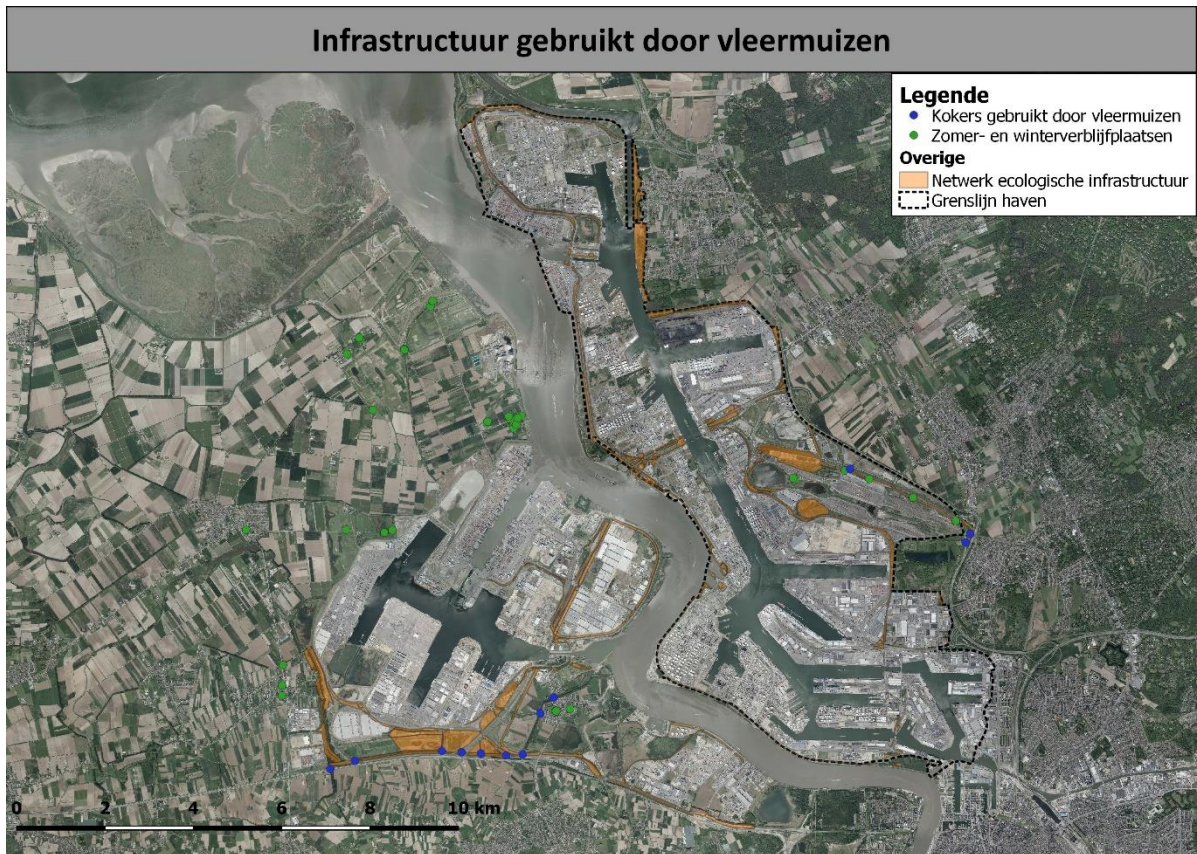 Infrastructuur gebruikt door vleermuizen
Legende
Kokers gebruikt door vleermuizen
Zomer- en winterverblijfplaatsen
Overige
Netwerk ecologische infrastructuur
Grenslijn haven
0 2 4 6 8 10 km